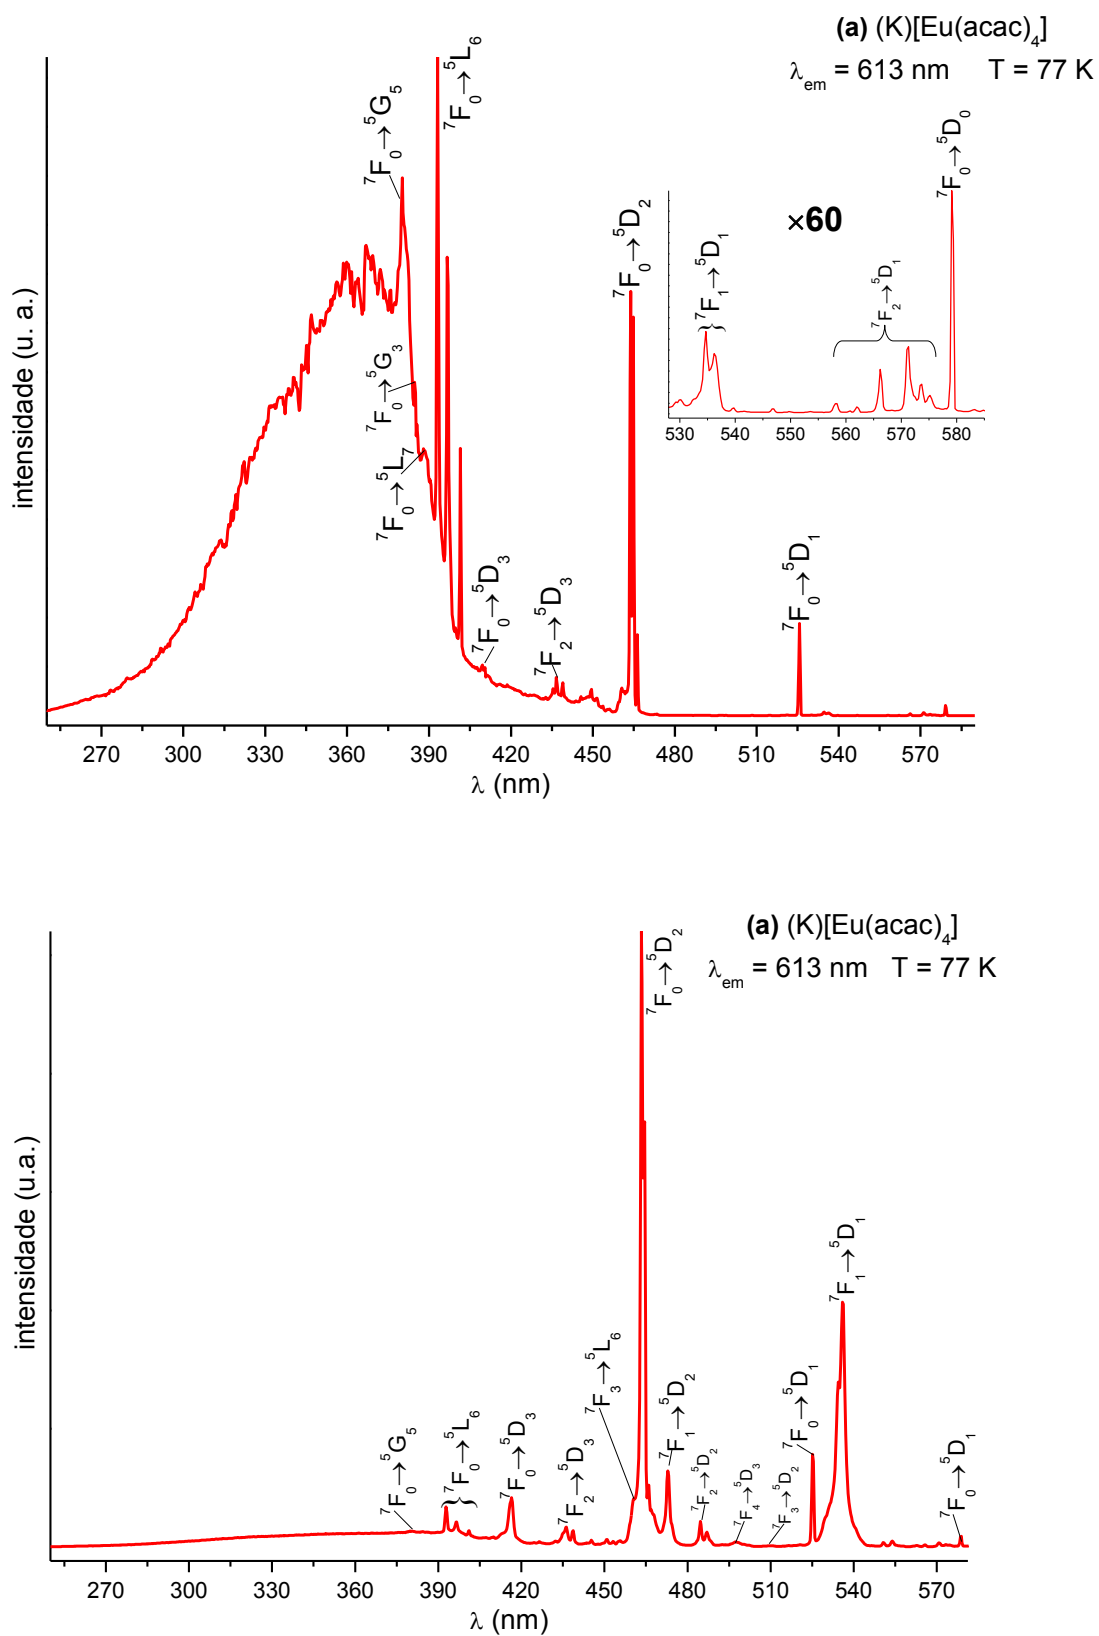 (a) (K)[Eu(acac)₄]
λₑₘ = 613 nm T = 77 K
⁷F₀→⁵G₅
⁷F₀→⁵L₆
⁷F₀→⁵G₃
⁷F₀→⁵L₇
⁷F₀→⁵D₃
⁷F₂→⁵D₃
⁷F₀→⁵D₂
⁷F₀→⁵D₁
×60
⁷F₁→⁵D₁
⁷F₂→⁵D₁
⁷F₀→⁵D₀
530 540 550 560 570 580
intensidade (u. a.)
270 300 330 360 390 420 450 480 510 540 570
λ (nm)
(a) (K)[Eu(acac)₄]
λₑₘ = 613 nm T = 77 K
⁷F₀→⁵G₅
⁷F₀→⁵L₆
⁷F₀→⁵D₃
⁷F₂→⁵D₃
⁷F₃→⁵L₆
⁷F₀→⁵D₂
⁷F₁→⁵D₂
⁷F₂→⁵D₂
⁷F₄→⁵D₃
⁷F₃→⁵D₂
⁷F₀→⁵D₁
⁷F₁→⁵D₁
⁷F₀→⁵D₁
intensidade (u.a.)
270 300 330 360 390 420 450 480 510 540 570
λ (nm)